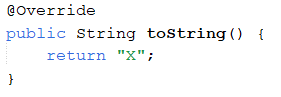 @Override
public String toString() {
    return "X";
}